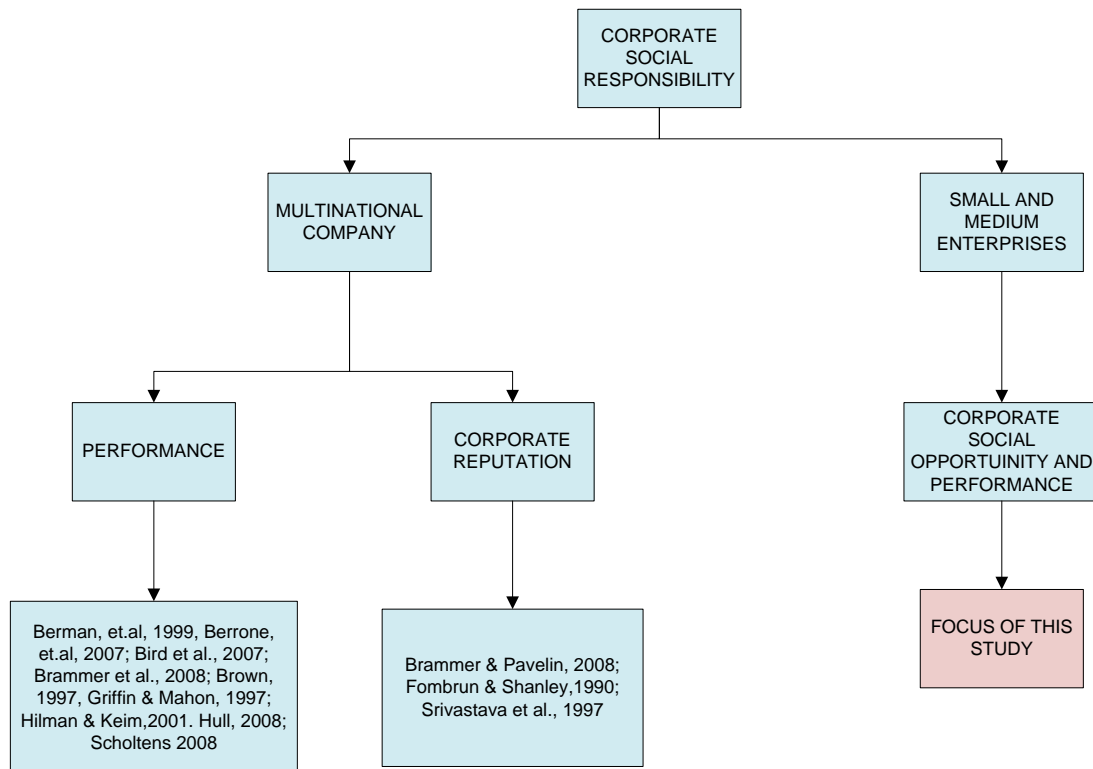 CORPORATE
SOCIAL
RESPONSIBILITY
MULTINATIONAL
COMPANY
SMALL AND
MEDIUM
ENTERPRISES
PERFORMANCE
CORPORATE
REPUTATION
CORPORATE
SOCIAL
OPPORTUINITY AND
PERFORMANCE
Berman, et.al, 1999, Berrone,
et.al, 2007; Bird et al., 2007;
Brammer et al., 2008; Brown,
1997, Griffin & Mahon, 1997;
Hilman & Keim,2001. Hull, 2008;
Scholtens 2008
Brammer & Pavelin, 2008;
Fombrun & Shanley,1990;
Srivastava et al., 1997
FOCUS OF THIS
STUDY